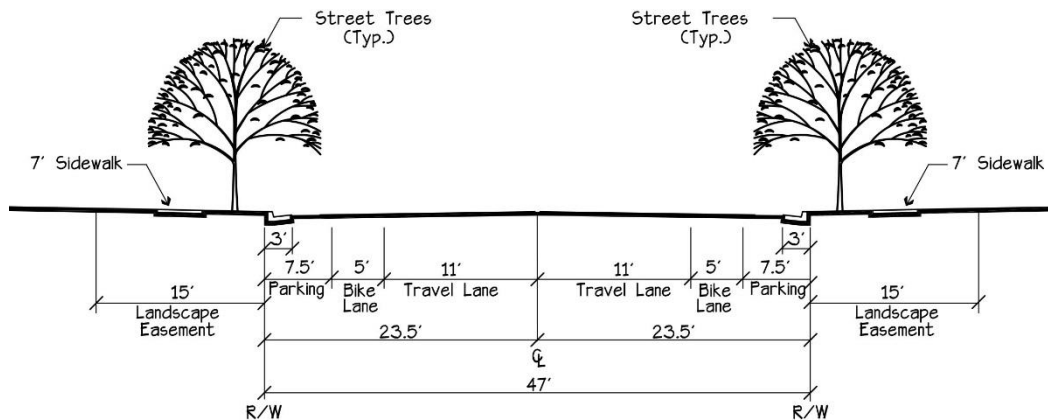 Street Trees
(Typ.)
Street Trees
(Typ.)
7' Sidewalk
7' Sidewalk
3'
3'
7.5'
5'
11'
11'
5'
7.5'
Parking
Bike
Lane
Travel Lane
Travel Lane
Bike
Lane
Parking
15'
Landscape
Easement
15'
Landscape
Easement
23.5'
23.5'
℄
47'
R/W
R/W